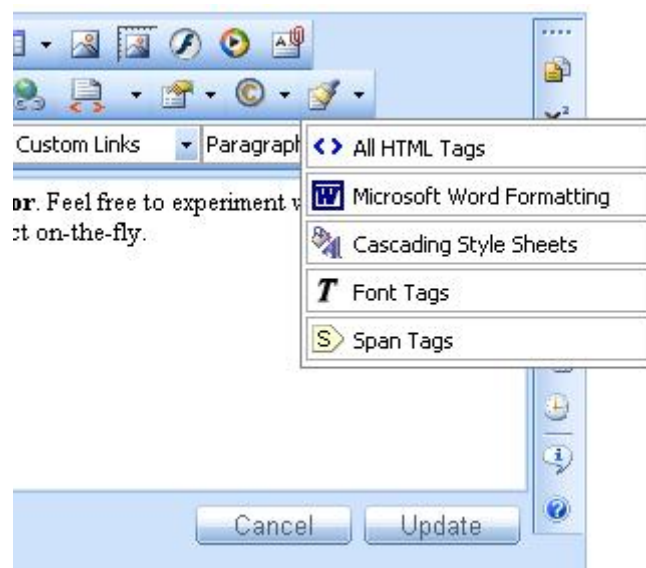 Custom Links Paragraph
All HTML Tags
Microsoft Word Formatting
Cascading Style Sheets
Font Tags
Span Tags
or. Feel free to experiment
ct on-the-fly.
Cancel Update